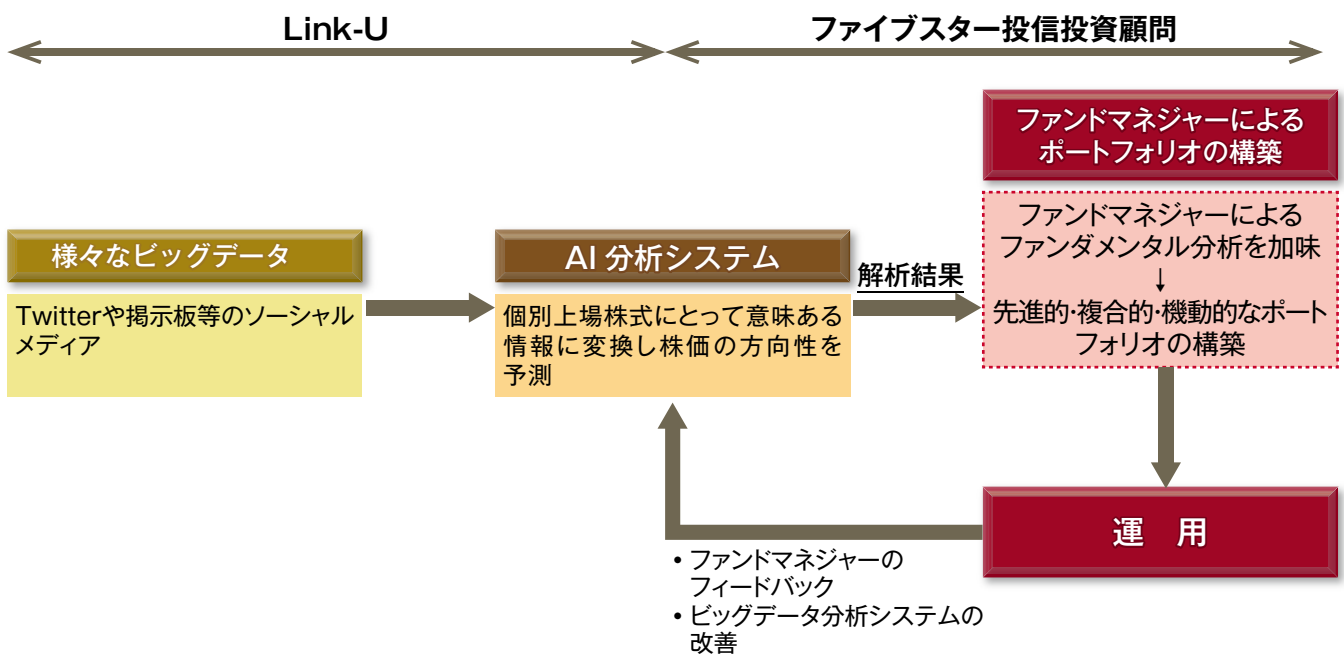 Link-U
ファイブスター投信投資顧問
様々なビッグデータ
Twitterや掲示板等のソーシャル
メディア
AI 分析システム
個別上場株式にとって意味ある
情報に変換し株価の方向性を
予測
解析結果
ファンドマネジャーによる
ポートフォリオの構築
ファンドマネジャーによる
ファンダメンタル分析を加味
↓
先進的・複合的・機動的なポート
フォリオの構築
運 用
• ファンドマネジャーの
フィードバック
• ビッグデータ分析システムの
改善